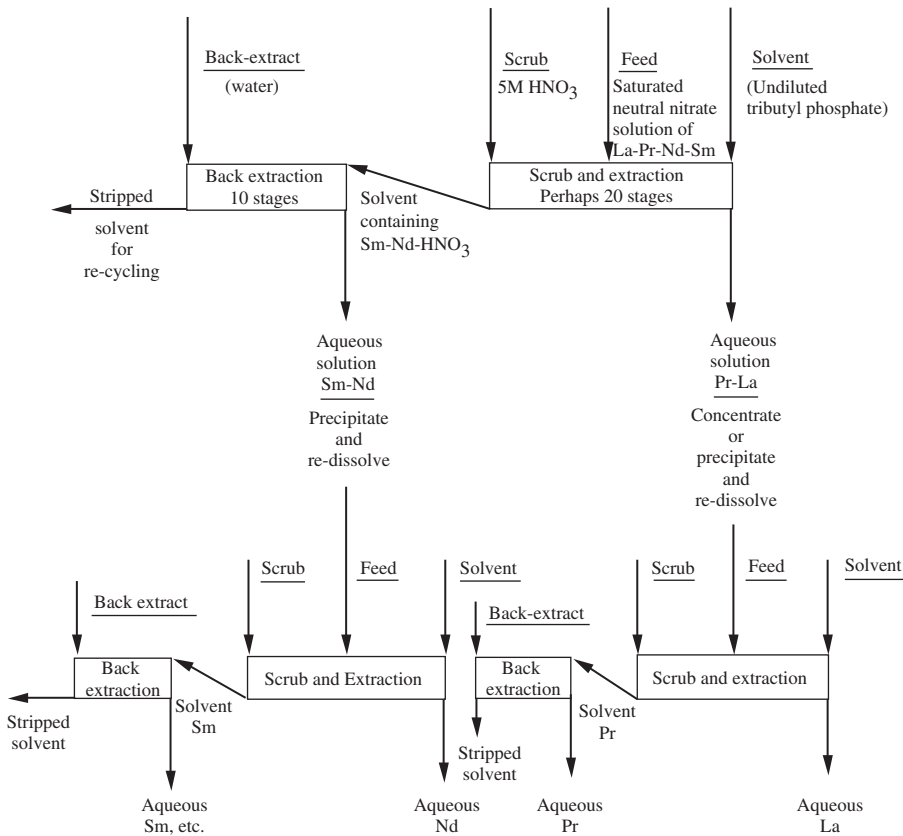 Back-extract
(water)
Scrub
5M HNO3
Feed
Saturated
neutral nitrate
solution of
La-Pr-Nd-Sm
Solvent
(Undiluted
tributyl phosphate)
Back extraction
10 stages
Scrub and extraction
Perhaps 20 stages
Stripped
solvent
for
re-cycling
Solvent
containing
Sm-Nd-HNO3
Aqueous
solution
Sm-Nd
Precipitate
and
re-dissolve
Aqueous
solution
Pr-La
Concentrate
or
precipitate
and
re-dissolve
Back extract
Scrub
Feed
Solvent
Back-extract
Scrub
Feed
Solvent
Back
extraction
Scrub and Extraction
Back
extraction
Scrub and extraction
Stripped
solvent
Solvent
Sm
Stripped
solvent
Solvent
Pr
Aqueous
Sm, etc.
Aqueous
Nd
Aqueous
Pr
Aqueous
La